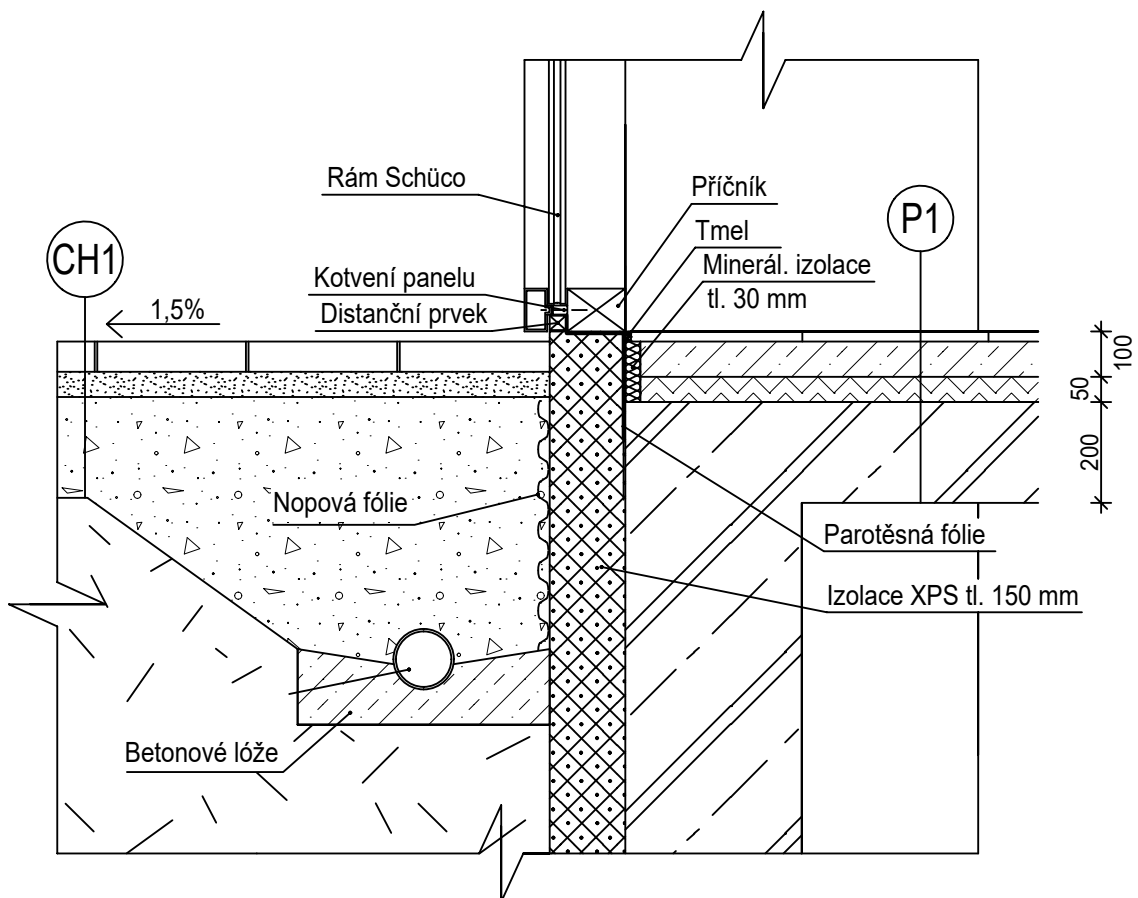 Rám Schüco
Příčník
P1
Tmel
CH1
Minerál. izolace
tl. 30 mm
Kotvení panelu
1,5%
Distanční prvek
100
50
200
Nopová fólie
Parotěsná fólie
Izolace XPS tl. 150 mm
Betonové lóže